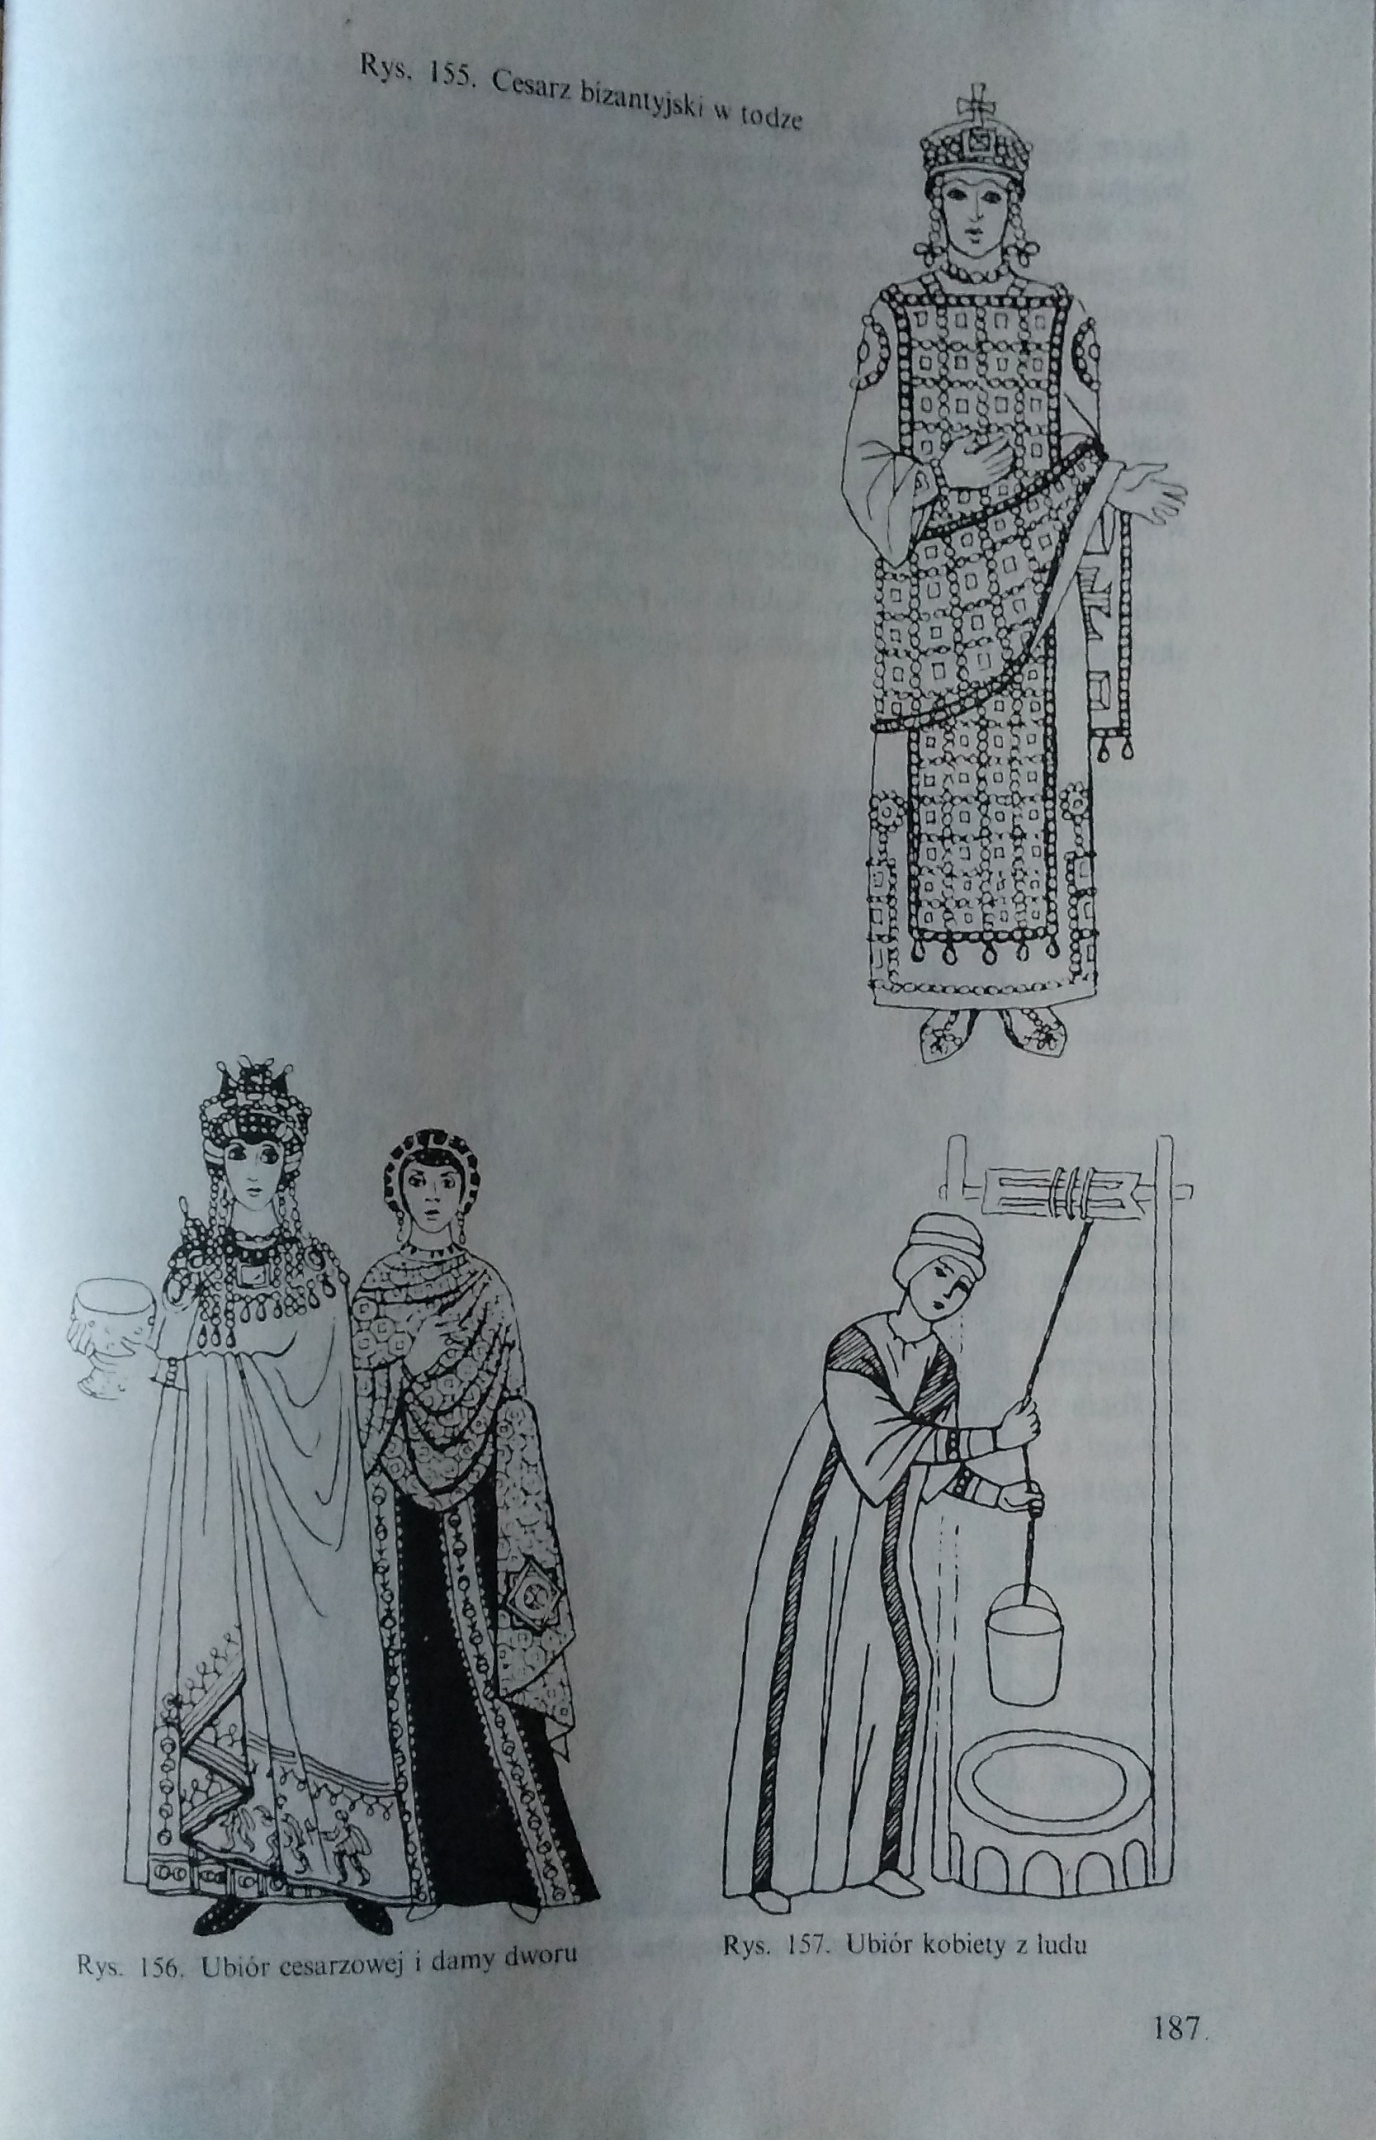 Rys. 155. Cesarz bizantyjski w todze
Rys. 156. Ubiór cesarzowej i damy dworu
Rys. 157. Ubiór kobiety z ludu
187